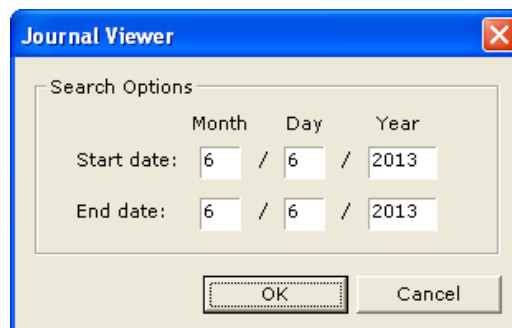 Journal Viewer
Search Options
Month Day Year
Start date: 6 / 6 / 2013
End date: 6 / 6 / 2013
OK Cancel